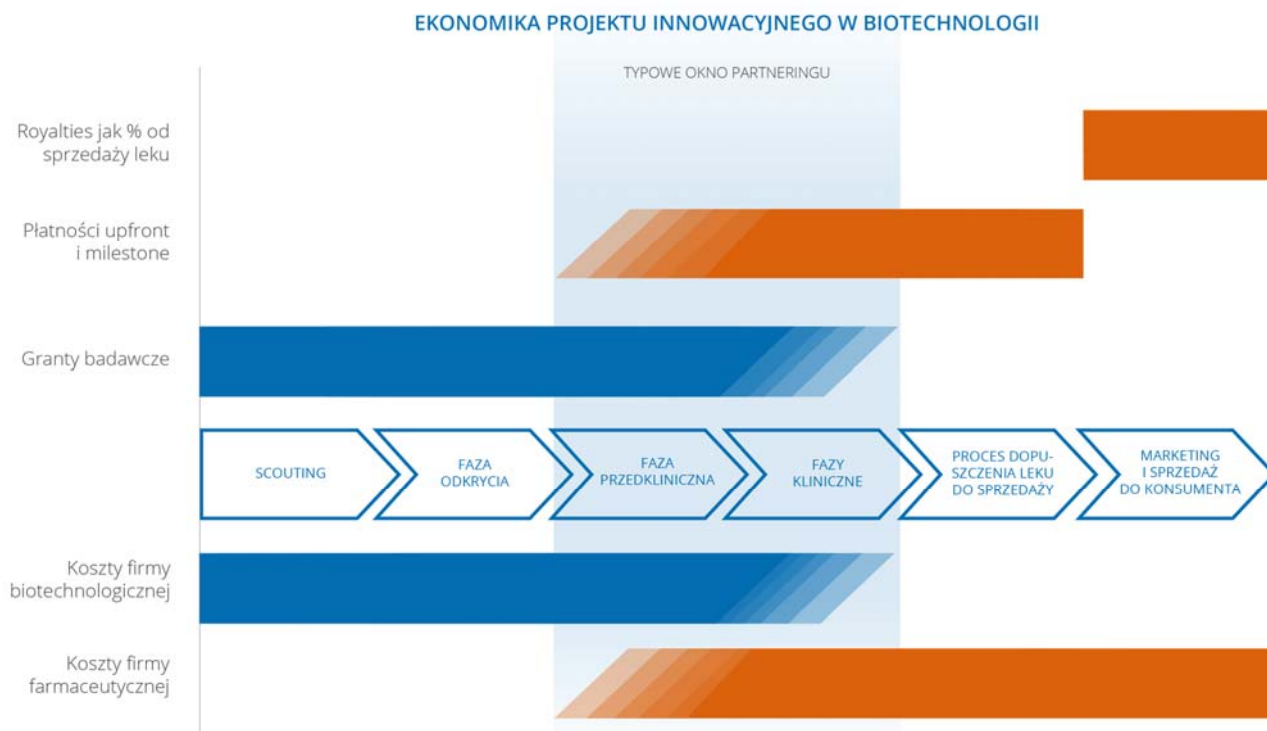 EKONOMIKA PROJEKTU INNOWACYJNEGO W BIOTECHNOLOGII
TYPOWE OKNO PARTNERINGU
Royalties jak % od
sprzedaży leku
Płatności upfront
i milestone
Granty badawcze
SCOUTING
FAZA
ODKRYCIA
FAZA
PRZEDKLINICZNA
FAZY
KLINICZNE
PROCES DOPU-
SZCZENIA LEKU
DO SPRZEDAŻY
MARKETING
I SPRZEDAŻ
DO KONSUMENTA
Koszty firmy
biotechnologicznej
Koszty firmy
farmaceutycznej